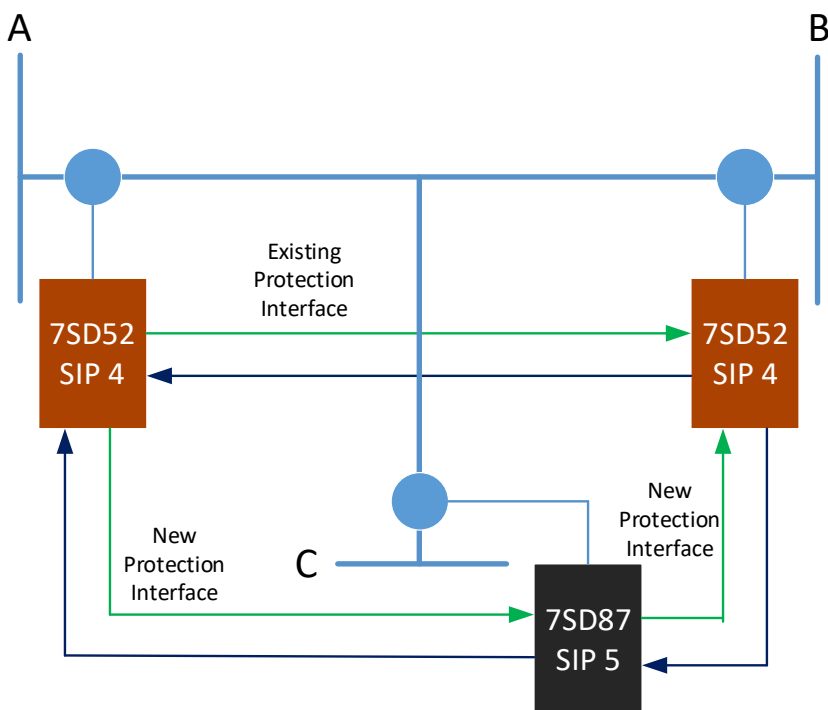 A
B
Existing
Protection
Interface
7SD52
SIP 4
7SD52
SIP 4
New
Protection
Interface
New
Protection
Interface
C
7SD87
SIP 5